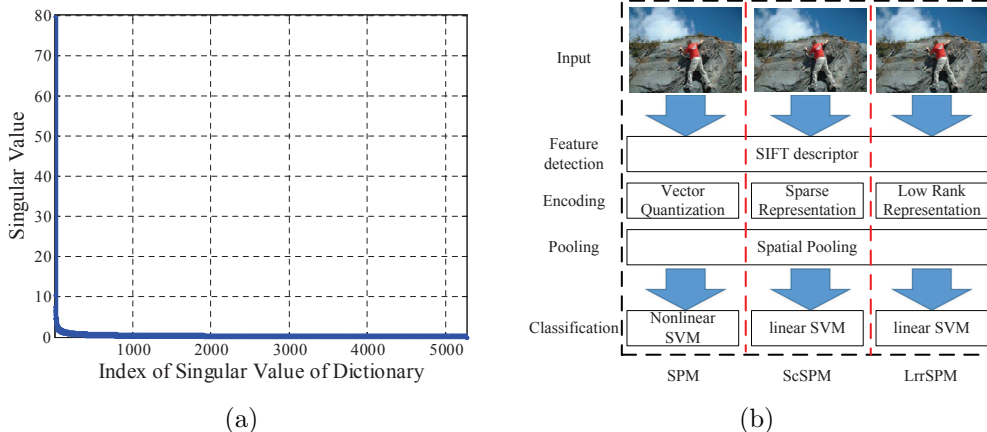 80
70
60
50
40
30
20
10
0
Singular Value
1000 2000 3000 4000 5000
Index of Singular Value of Dictionary
(a)
Input
Feature
detection
SIFT descriptor
Encoding
Vector
Quantization
Sparse
Representation
Low Rank
Representation
Pooling
Spatial Pooling
Classification
Nonlinear
SVM
linear SVM
linear SVM
SPM
ScSPM
LrrSPM
(b)